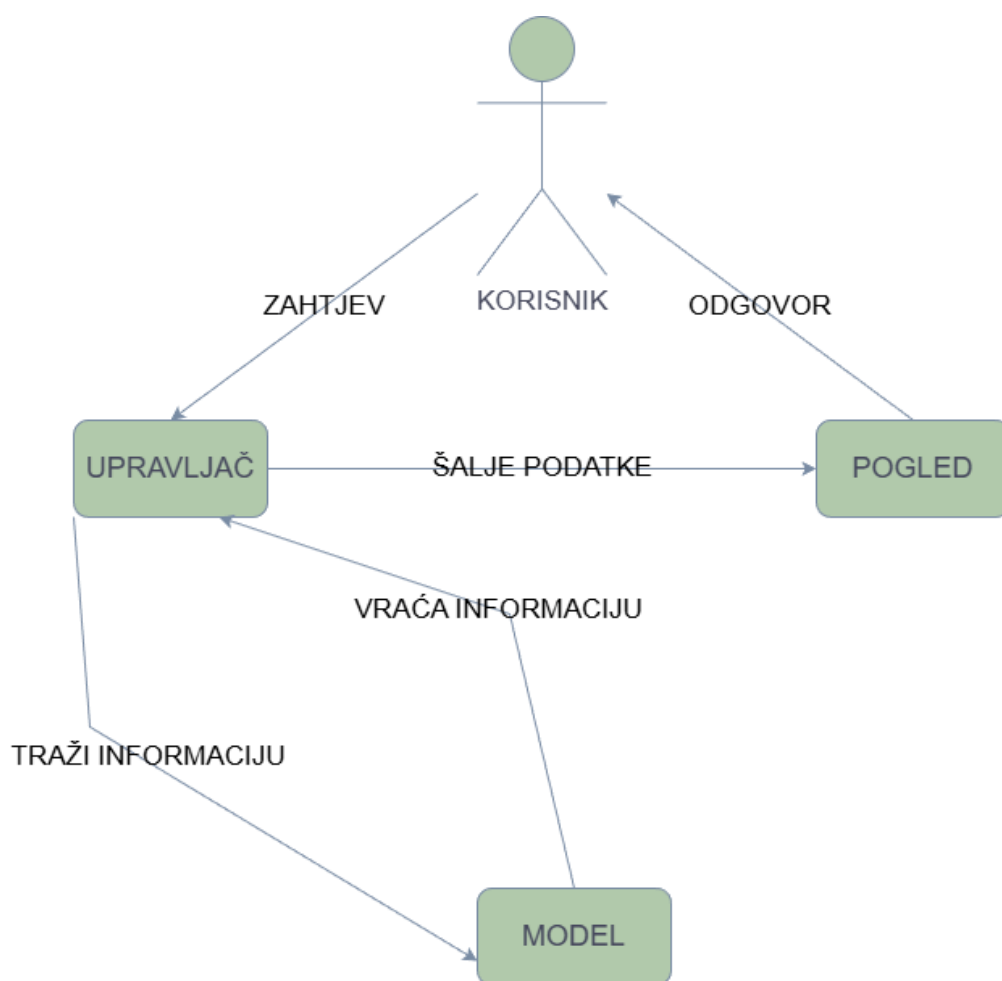 ZAHTJEV
KORISNIK
ODGOVOR
UPRAVLJAČ
ŠALJE PODATKE
POGLED
VRAĆA INFORMACIJU
TRAŽI INFORMACIJU
MODEL